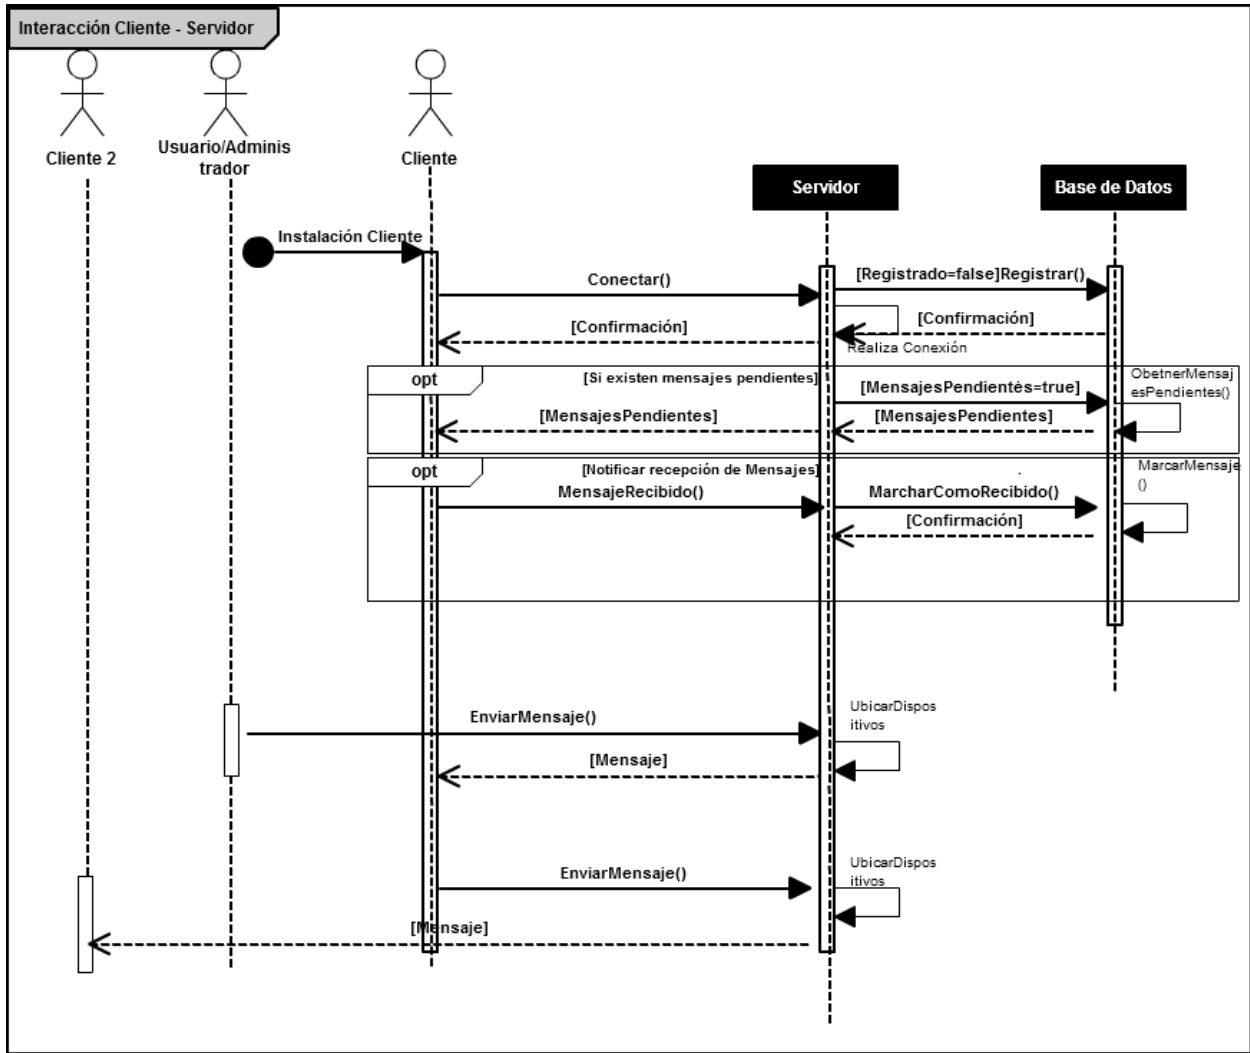 Interacción Cliente - Servidor
Cliente 2
Usuario/Adminis
trador
Cliente
Servidor
Base de Datos
Instalación Cliente
Conectar()
[Registrado=false]Registrar()
[Confirmación]
[Confirmación]
Realiza Conexión
opt
[Si existen mensajes pendientes]
[MensajesPendientes=true]
ObetnerMensaj
esPendientes()
[MensajesPendientes]
[MensajesPendientes]
opt
[Notificar recepción de Mensajes]
MarcarMensaje
()
MensajeRecibido()
MarcharComoRecibido()
[Confirmación]
EnviarMensaje()
UbicarDispos
itivos
[Mensaje]
EnviarMensaje()
UbicarDispos
itivos
[Mensaje]